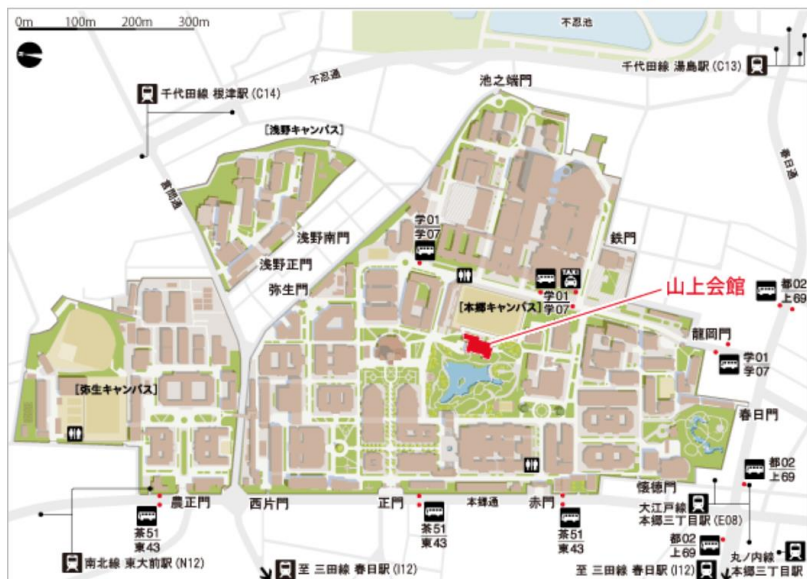 0m 100m 200m 300m
不忍池
千代田線 湯島駅 (C13)
不忍通
池之端門
千代田線 根津駅 (C14)
[浅野キャンパス]
春日通
言問通
学01
学07
浅野南門
鉄門
浅野正門
TAXI
弥生門
学01
学07
山上会館
都02
上69
[本郷キャンパス]
龍岡門
学01
学07
[弥生キャンパス]
春日門
都02
上69
懐徳門
農正門
西片門
正門
本郷通
赤門
大江戸線
本郷三丁目駅 (E08)
茶51
東43
茶51
東43
茶51
東43
都02
上69
丸ノ内線
本郷三丁目駅
南北線 東大前駅 (N12)
至 三田線 春日駅 (I12)
至 三田線 春日駅 (I12)